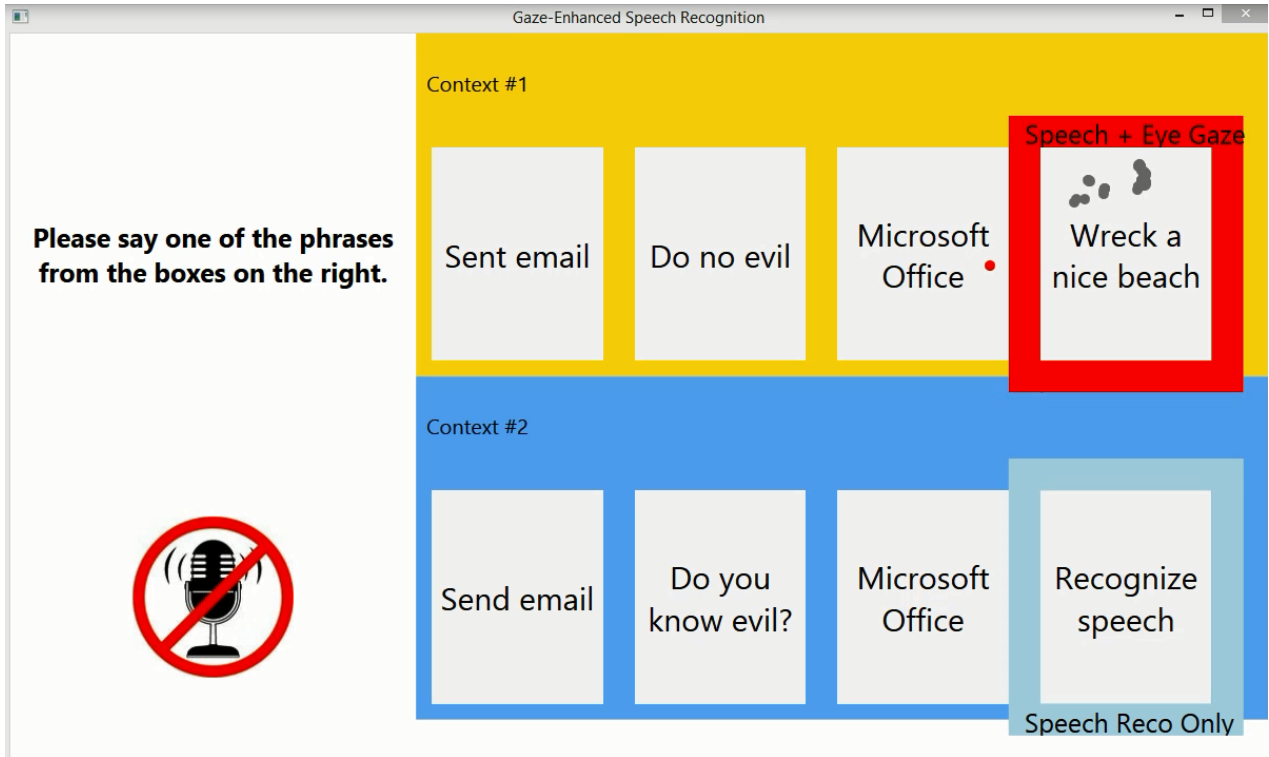 Gaze-Enhanced Speech Recognition
Please say one of the phrases
from the boxes on the right.
Context #1
Speech + Eye Gaze
Sent email
Do no evil
Microsoft
Office
Wreck a
nice beach
Context #2
Send email
Do you
know evil?
Microsoft
Office
Recognize
speech
Speech Reco Only